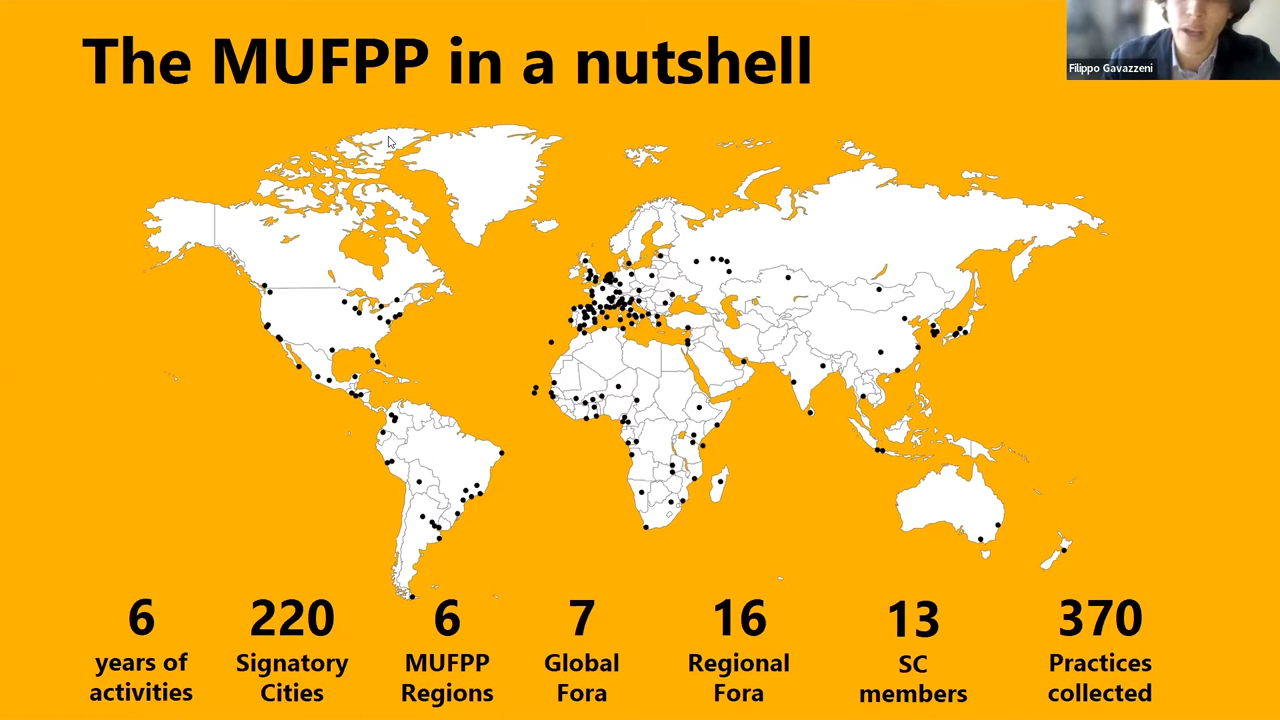 The MUFPP in a nutshell
Filippo Gavazzeni
6
years of
activities
220
Signatory
Cities
6
MUFPP
Regions
7
Global
Fora
16
Regional
Fora
13
SC
members
370
Practices
collected